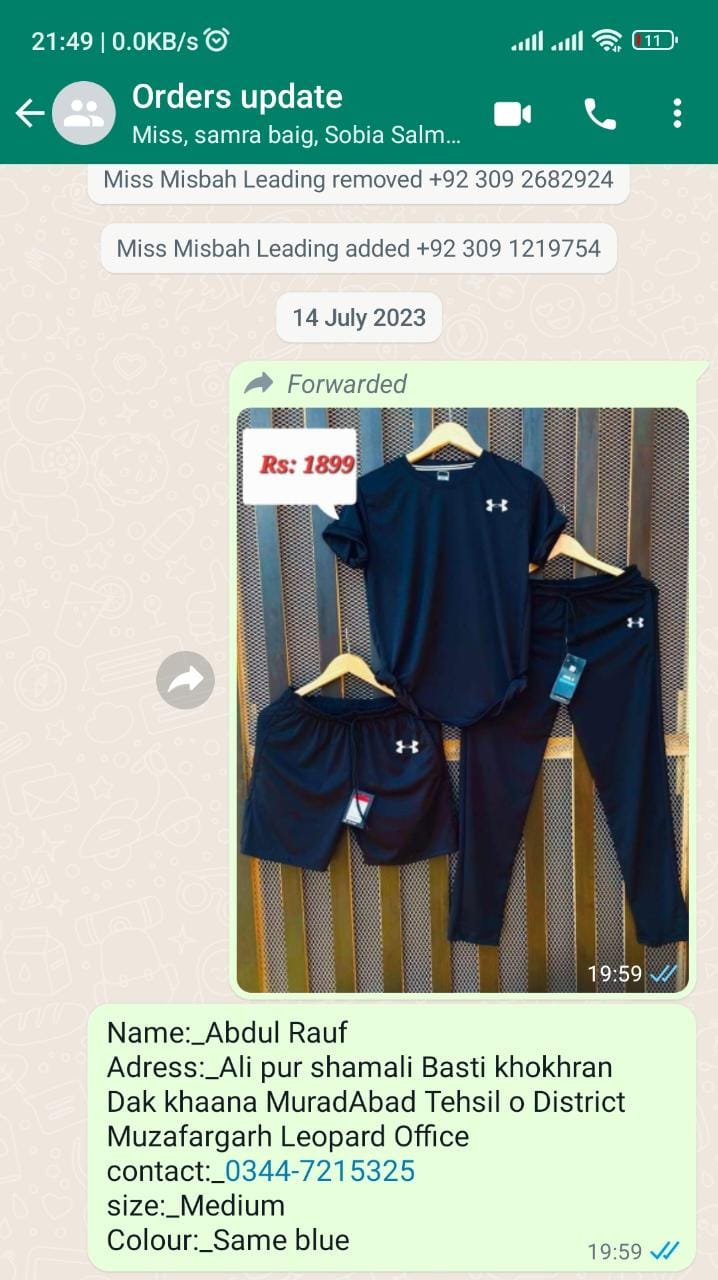 21:49 | 0.0KB/s
11
Orders update
Miss, samra baig, Sobia Salm...
Miss Misbah Leading removed +92 309 2682924
Miss Misbah Leading added +92 309 1219754
14 July 2023
Forwarded
Rs: 1899
19:59
Name:_Abdul Rauf
Adress:_Ali pur shamali Basti khokhran
Dak khaana MuradAbad Tehsil o District
Muzafargarh Leopard Office
contact:_0344-7215325
size:_Medium
Colour:_Same blue
19:59